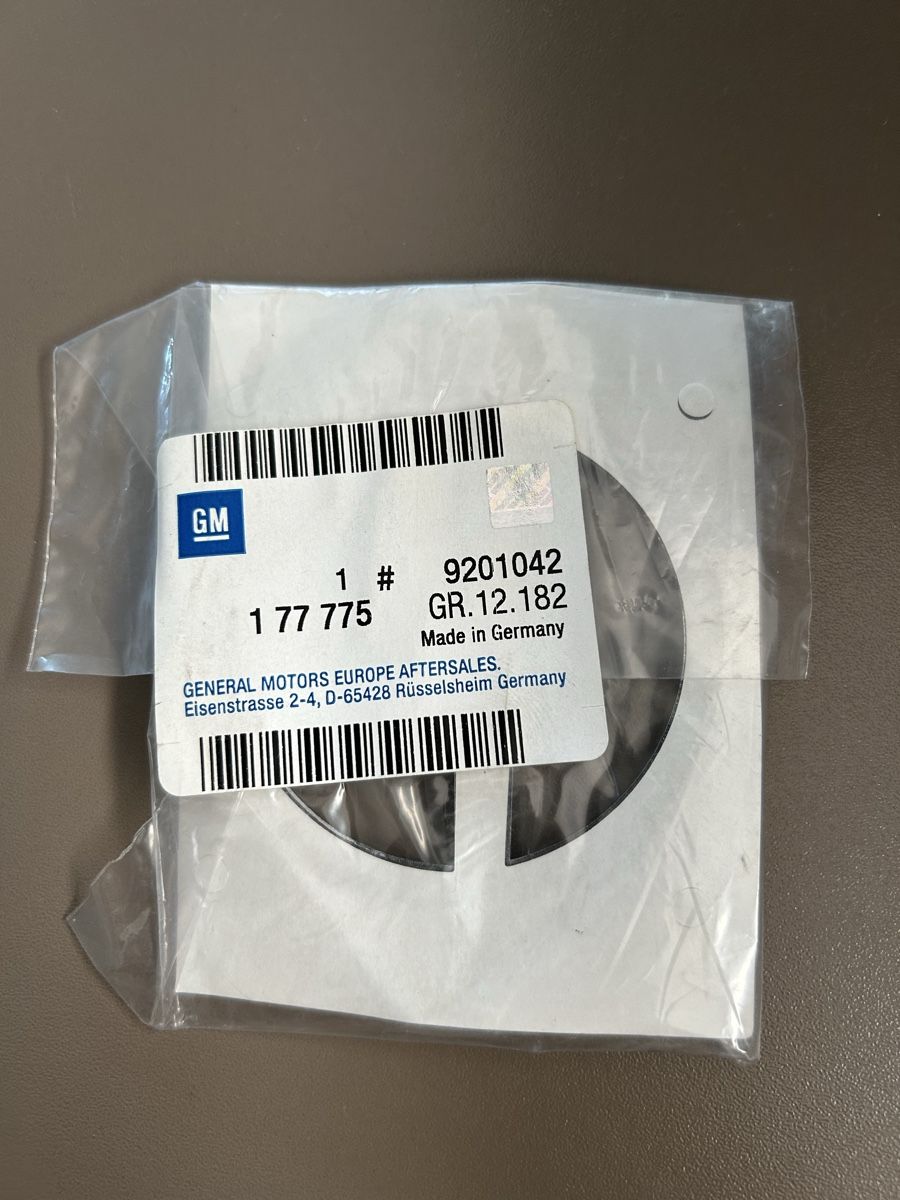 GM
1 # 9201042
1 77 775 GR.12.182
Made in Germany
GENERAL MOTORS EUROPE AFTERSALES.
Eisenstrasse 2-4, D-65428 Rüsselsheim Germany